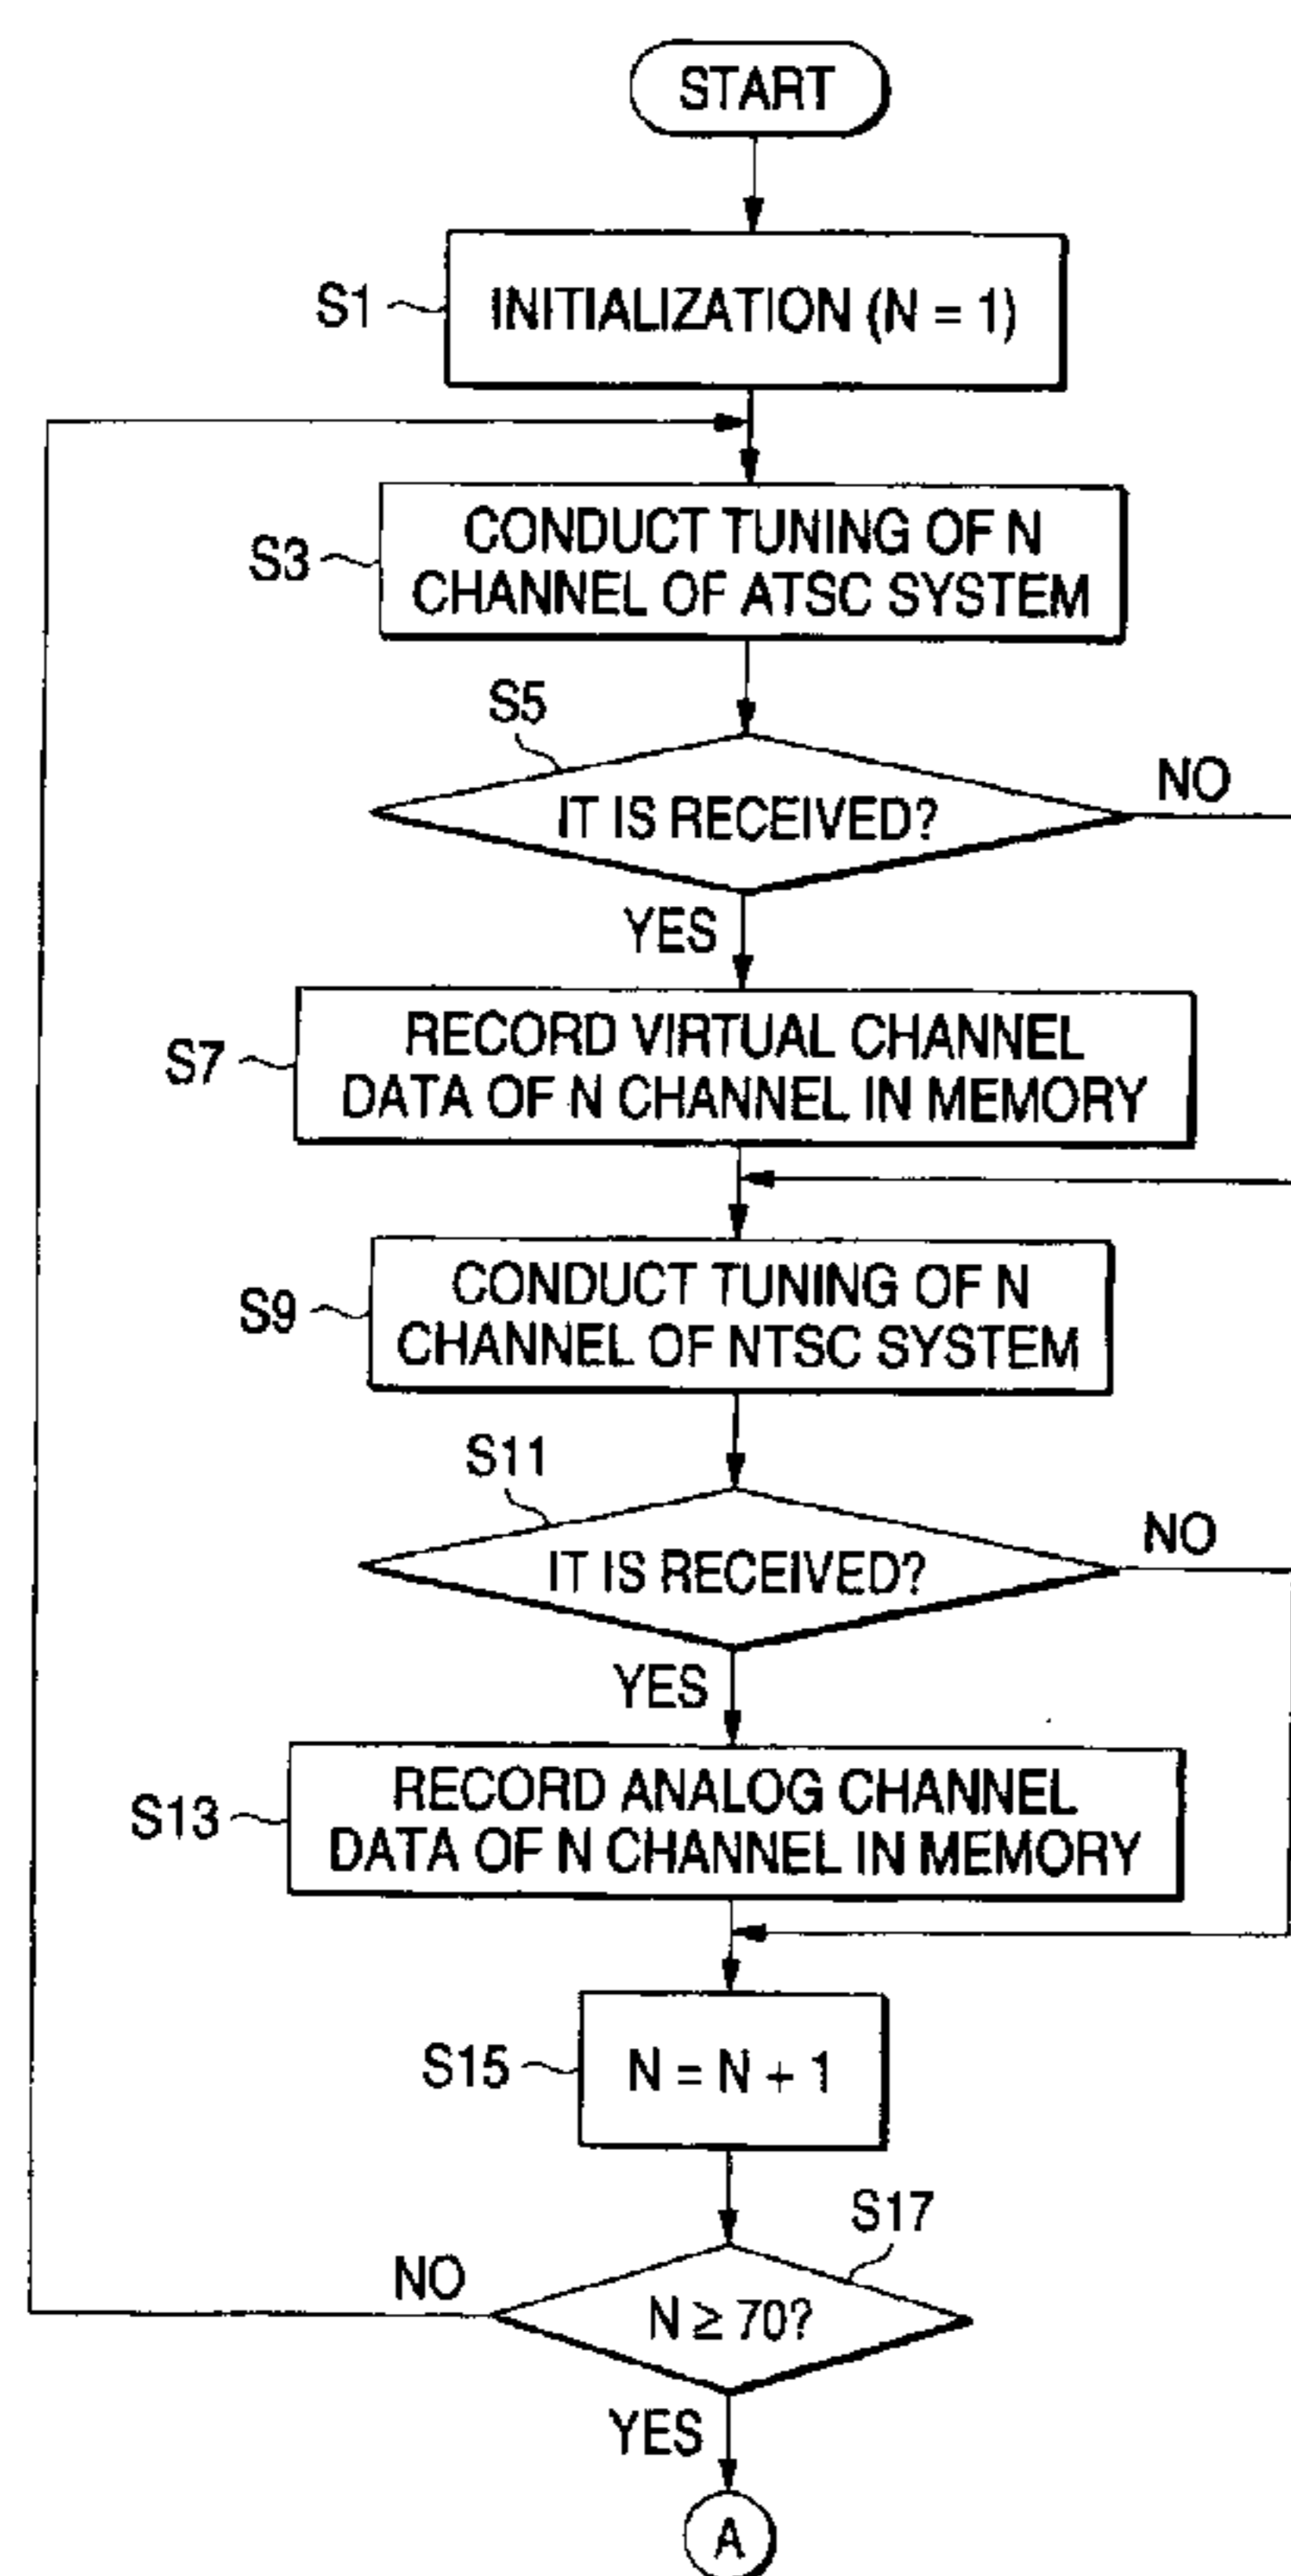 START
S1
INITIALIZATION (N = 1)
S3
CONDUCT TUNING OF N
CHANNEL OF ATSC SYSTEM
S5
IT IS RECEIVED?
NO
YES
S7
RECORD VIRTUAL CHANNEL
DATA OF N CHANNEL IN MEMORY
S9
CONDUCT TUNING OF N
CHANNEL OF NTSC SYSTEM
S11
IT IS RECEIVED?
NO
YES
S13
RECORD ANALOG CHANNEL
DATA OF N CHANNEL IN MEMORY
S15
N = N + 1
S17
NO
N ≥ 70?
YES
A